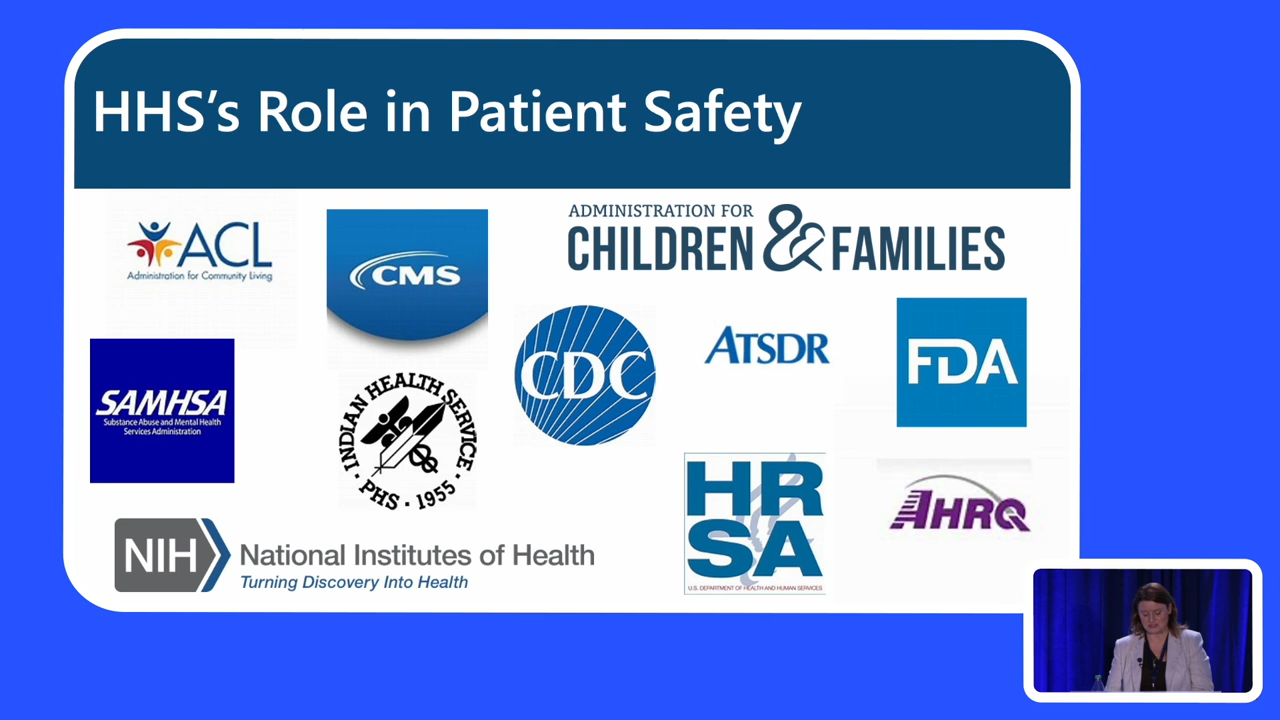 HHS's Role in Patient Safety
ACL
Administration for Community Living
CMS
ADMINISTRATION FOR
CHILDREN & FAMILIES
SAMHSA
Substance Abuse and Mental Health
Services Administration
INDIAN HEALTH SERVICE
PHS · 1955
CDC
ATSDR
FDA
HR
SA
U.S. DEPARTMENT OF HEALTH AND HUMAN SERVICES
AHRQ
NIH
National Institutes of Health
Turning Discovery Into Health